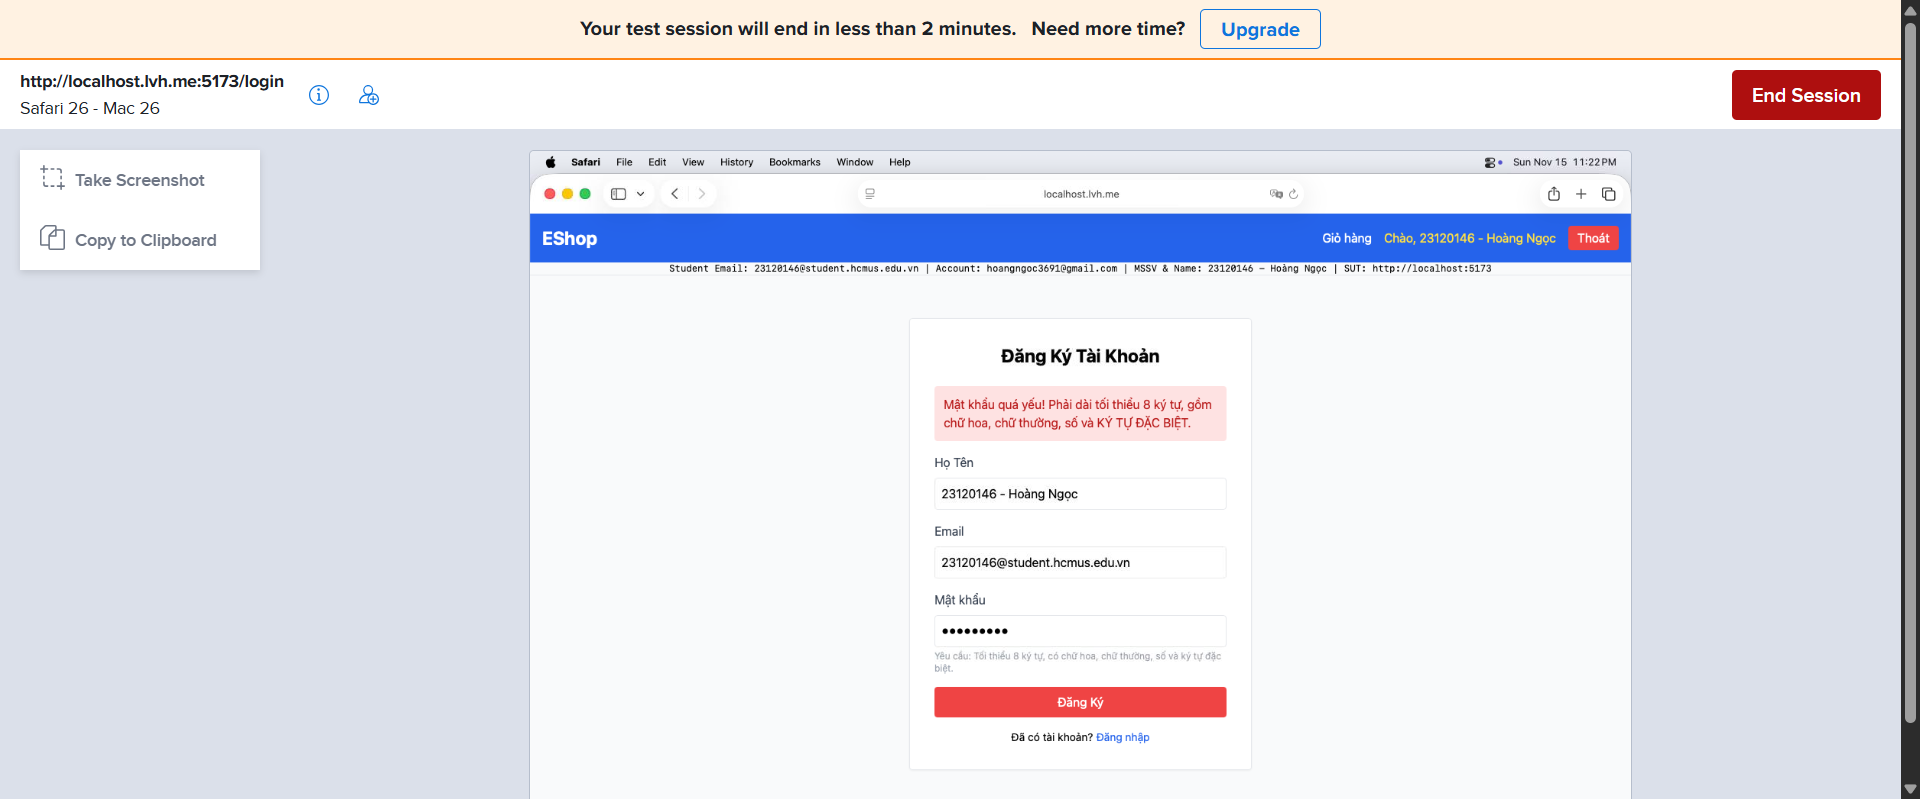 Your test session will end in less than 2 minutes. Need more time? Upgrade
http://localhost.lvh.me:5173/login
Safari 26 - Mac 26
End Session
Take Screenshot
Copy to Clipboard
Safari File Edit View History Bookmarks Window Help Sun Nov 15 11:22 PM
localhost.lvh.me
EShop Giỏ hàng Chào, 23120146 - Hoàng Ngọc Thoát
Student Email: 23120146@student.hcmus.edu.vn | Account: hoangngoc3691@gmail.com | MSSV & Name: 23120146 – Hoàng Ngọc | SUT: http://localhost:5173
Đăng Ký Tài Khoản
Mật khẩu quá yếu! Phải dài tối thiểu 8 ký tự, gồm
chữ hoa, chữ thường, số và KÝ TỰ ĐẶC BIỆT.
Họ Tên
23120146 - Hoàng Ngọc
Email
23120146@student.hcmus.edu.vn
Mật khẩu
•••••••••
Yêu cầu: Tối thiểu 8 ký tự, có chữ hoa, chữ thường, số và ký tự đặc
biệt.
Đăng Ký
Đã có tài khoản? Đăng nhập